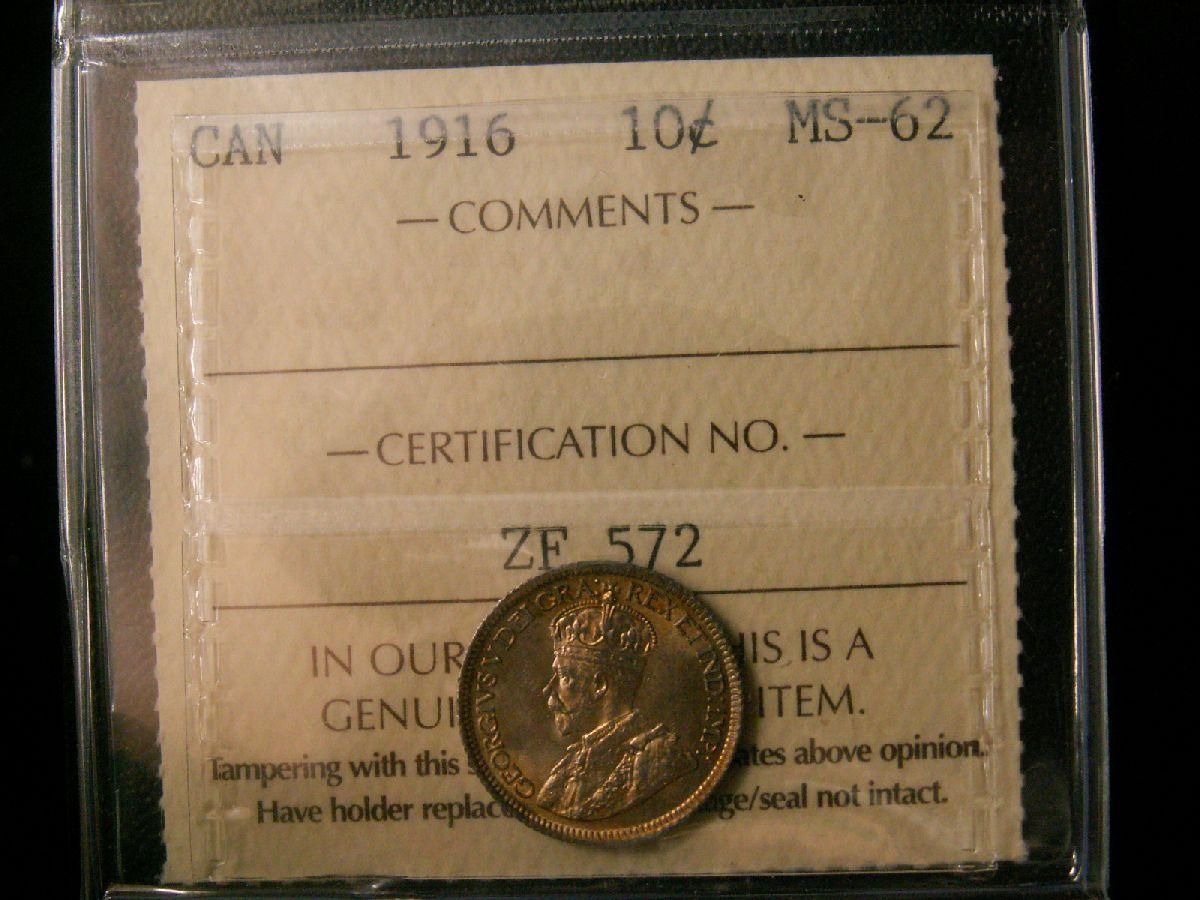 CAN 1916 10¢ MS-62
— COMMENTS —
— CERTIFICATION NO. —
ZF 572
IN OUR HIS IS A
GENUI ITEM.
Tampering with this s ates above opinion.
Have holder replac ge/seal not intact.
GEORGIVS V DEI GRA: REX ET IND: IMP: